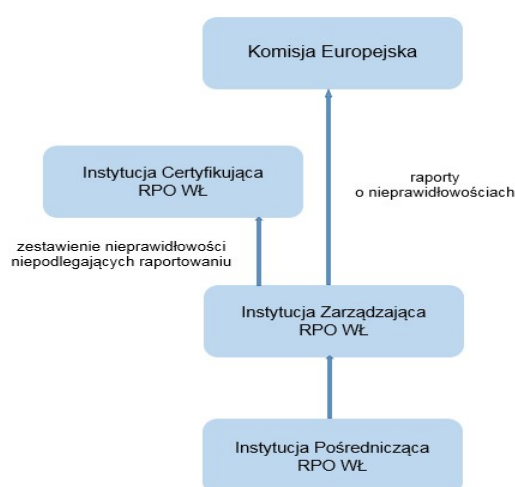 Komisja Europejska
Instytucja Certyfikująca
RPO WŁ
raporty
o nieprawidłowościach
zestawienie nieprawidłowości
niepodlegających raportowaniu
Instytucja Zarządzająca
RPO WŁ
Instytucja Pośrednicząca
RPO WŁ